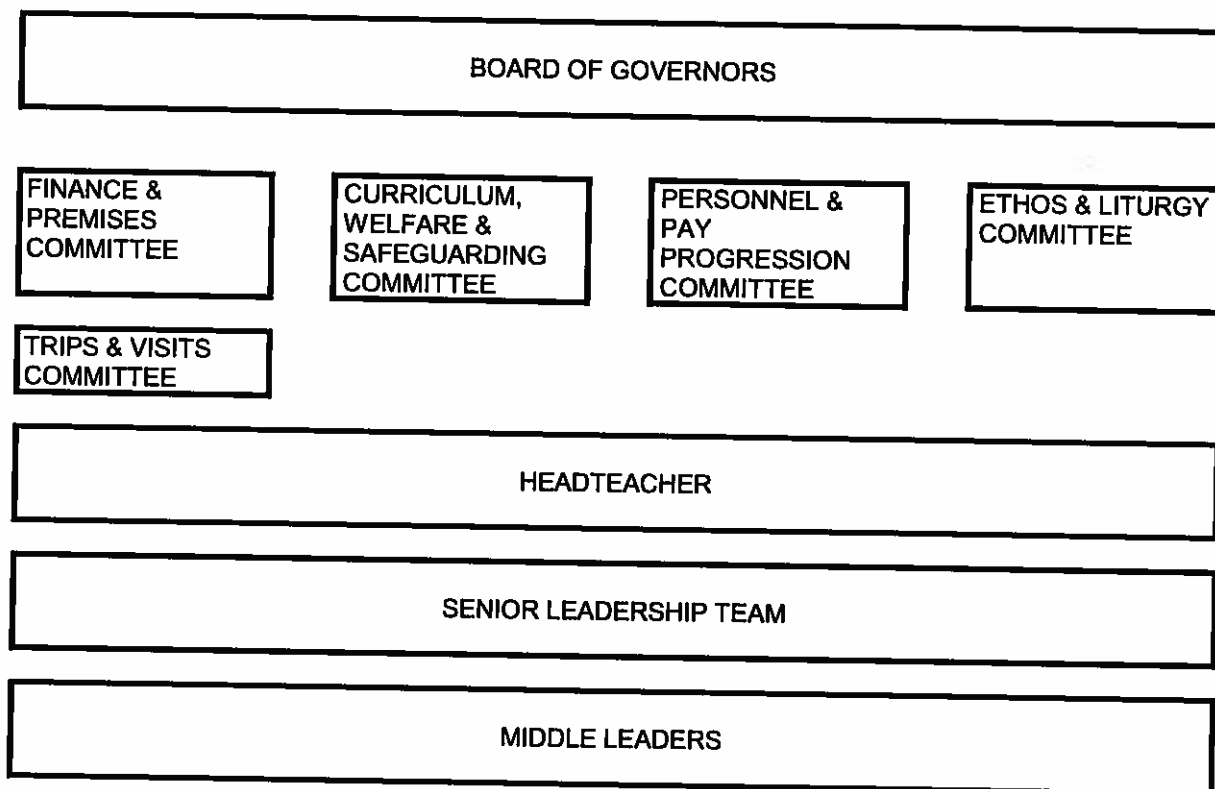 BOARD OF GOVERNORS
FINANCE &
PREMISES
COMMITTEE
CURRICULUM,
WELFARE &
SAFEGUARDING
COMMITTEE
PERSONNEL &
PAY
PROGRESSION
COMMITTEE
ETHOS & LITURGY
COMMITTEE
TRIPS & VISITS
COMMITTEE
HEADTEACHER
SENIOR LEADERSHIP TEAM
MIDDLE LEADERS